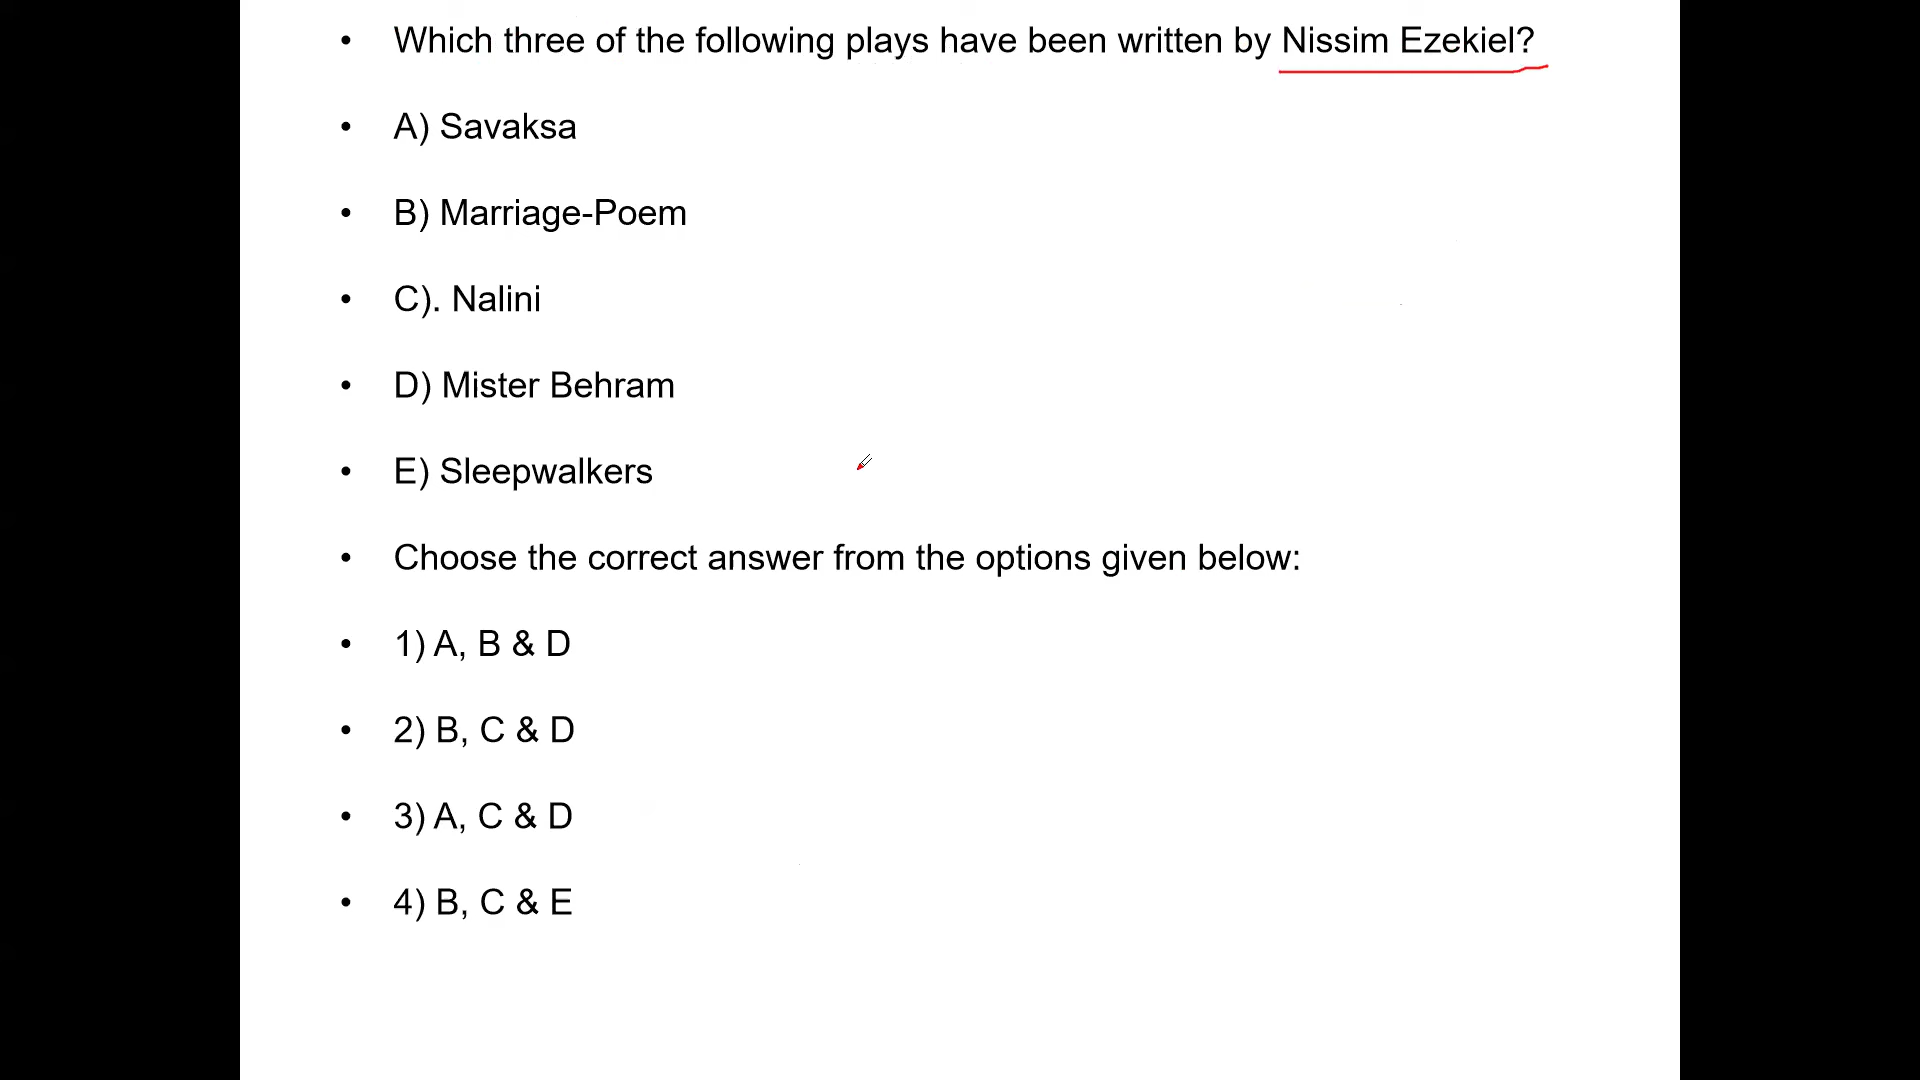 • Which three of the following plays have been written by Nissim Ezekiel?
• A) Savaksa
• B) Marriage-Poem
• C). Nalini
• D) Mister Behram
• E) Sleepwalkers
• Choose the correct answer from the options given below:
• 1) A, B & D
• 2) B, C & D
• 3) A, C & D
• 4) B, C & E